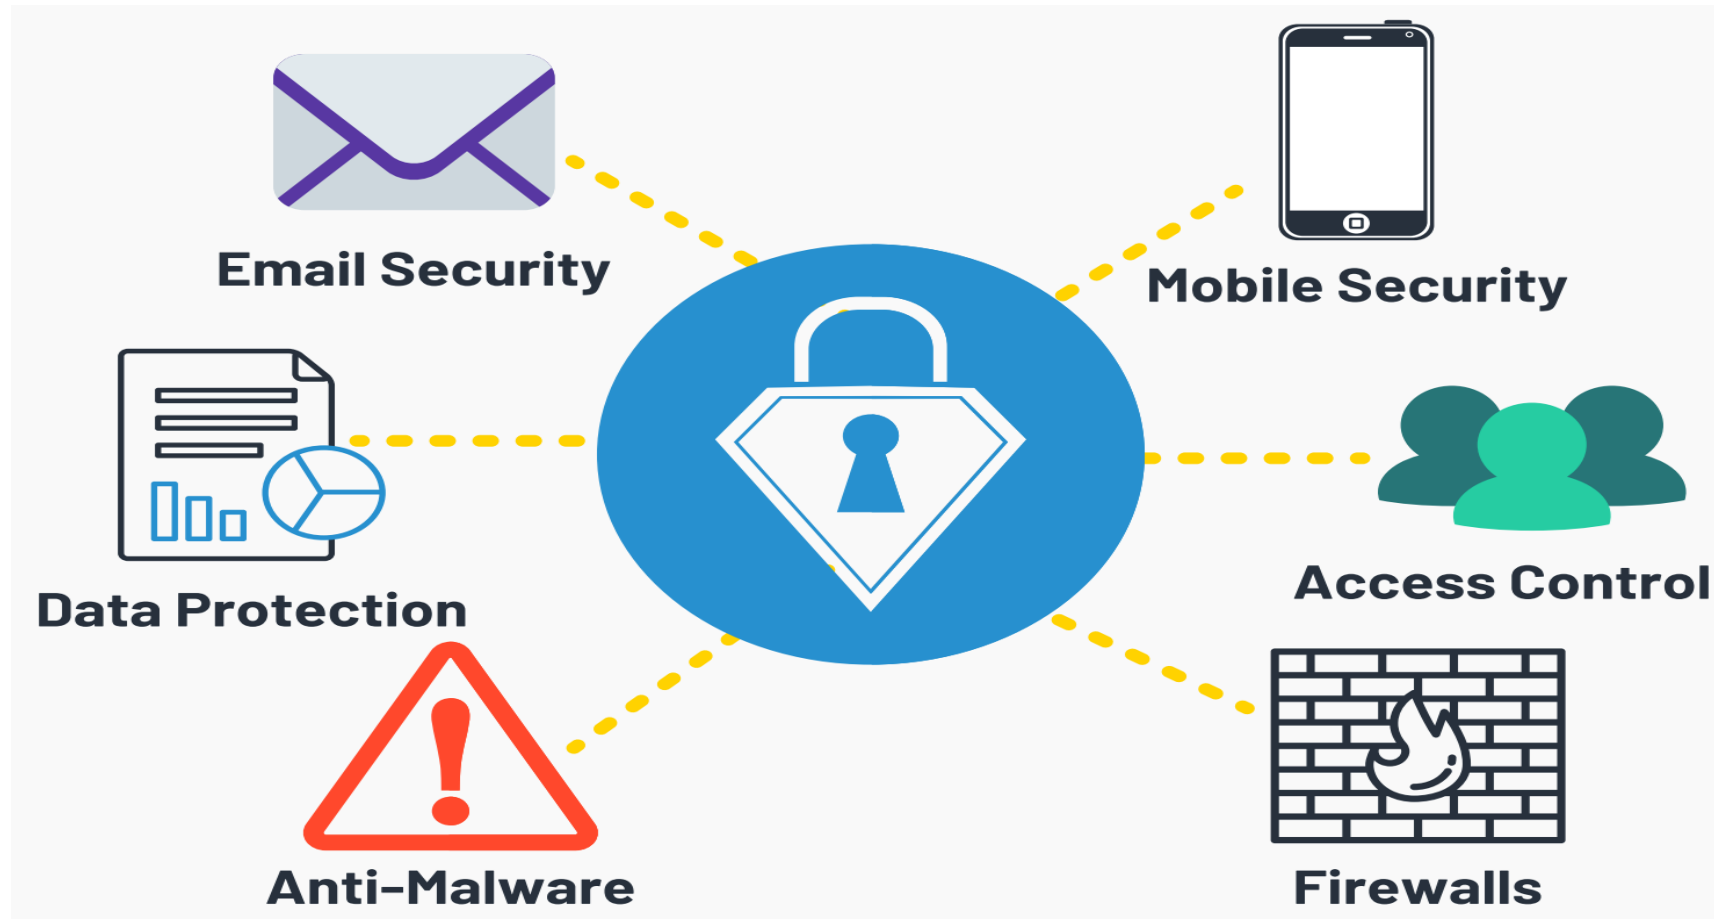 Email Security
Mobile Security
Data Protection
Access Control
Anti-Malware
Firewalls